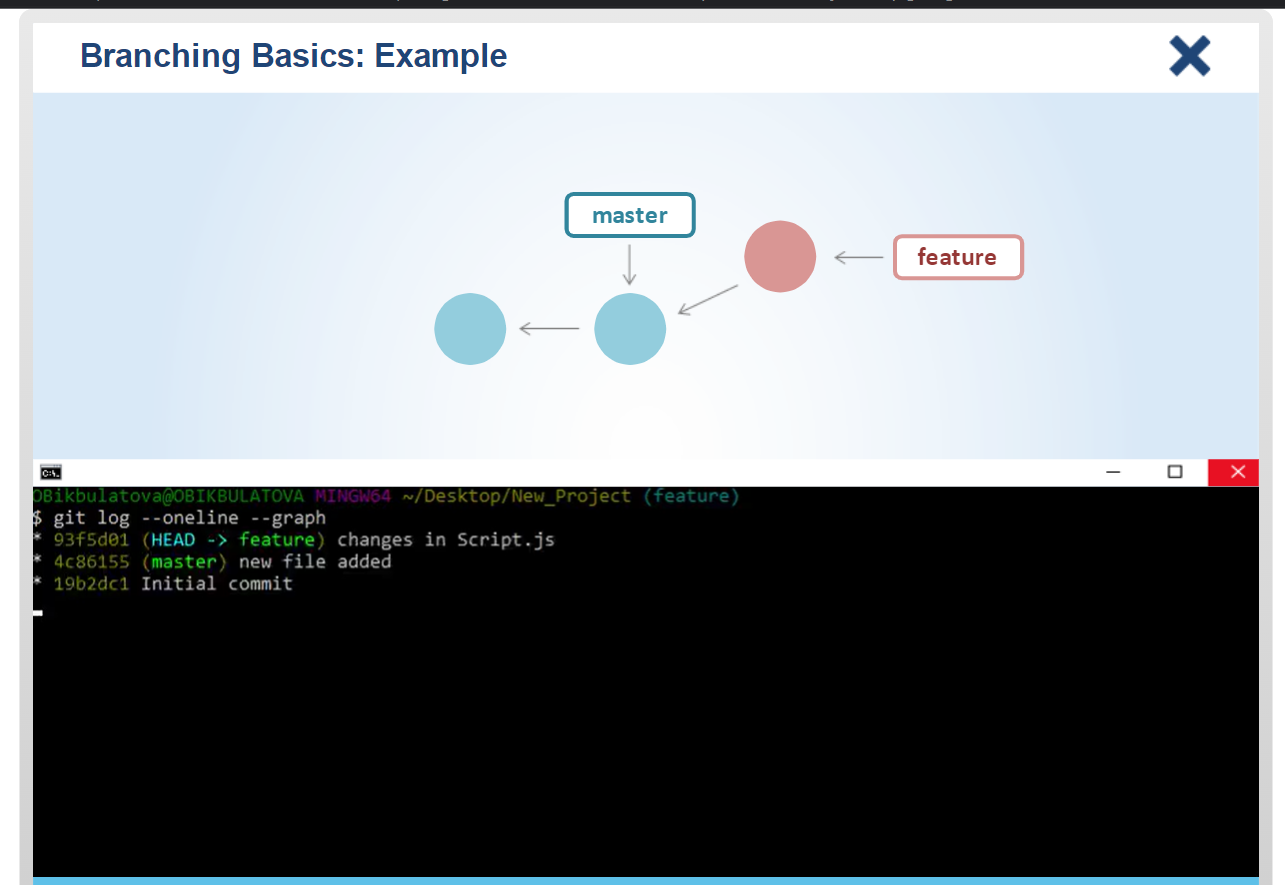 Branching Basics: Example
master
feature
OBikbulatova@OBIKBULATOVA MINGW64 ~/Desktop/New_Project (feature)
$ git log --oneline --graph
* 93f5d01 (HEAD -> feature) changes in Script.js
* 4c86155 (master) new file added
* 19b2dc1 Initial commit